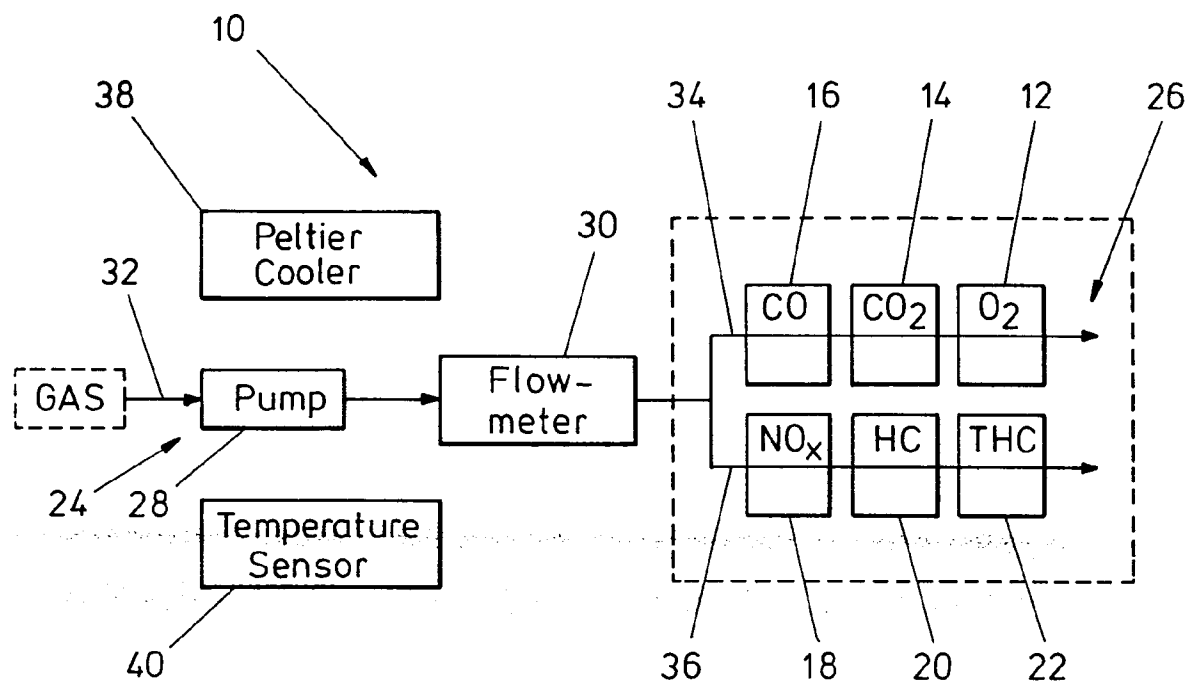 10
38
34
16
14
12
26
Peltier
Cooler
30
32
CO
CO₂
O₂
GAS
Pump
Flow-
meter
NOₓ
HC
THC
24
28
Temperature
Sensor
40
36
18
20
22